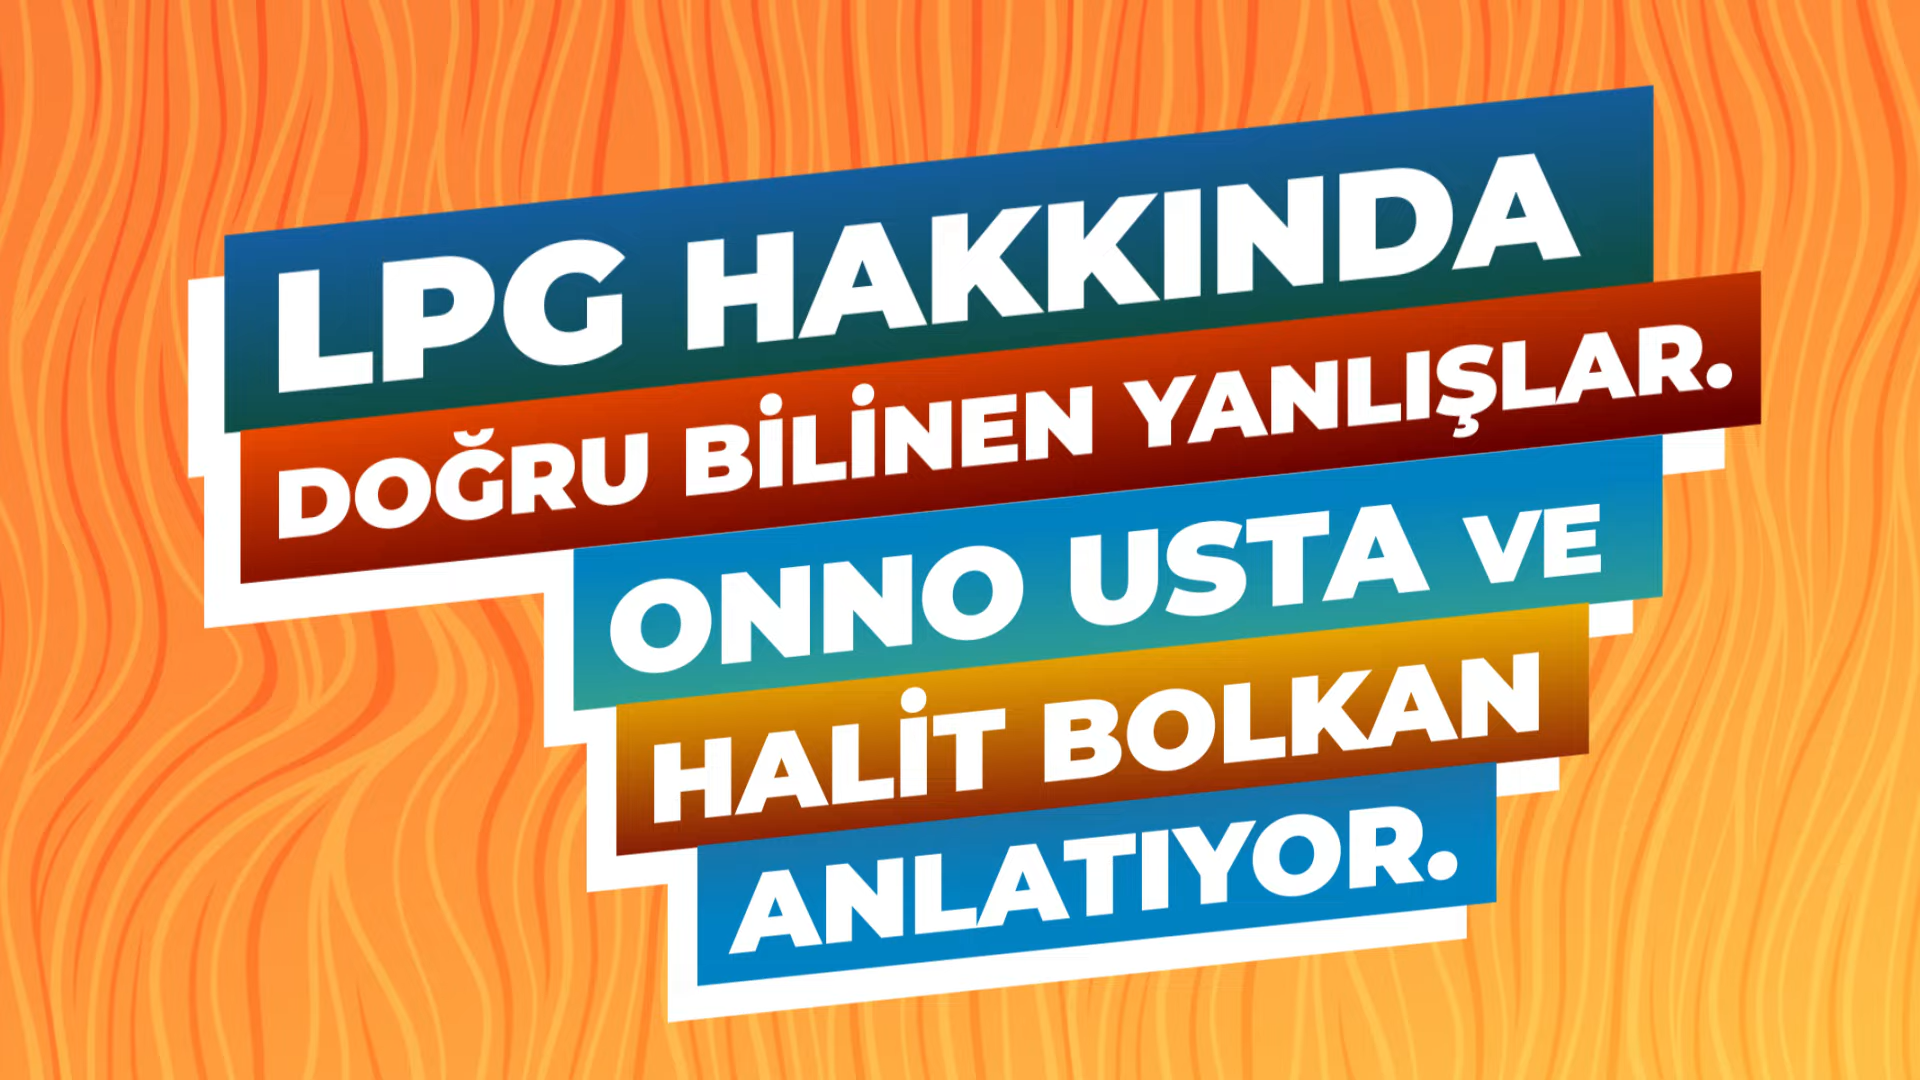 LPG HAKKINDA
DOĞRU BİLİNEN YANLIŞLAR.
ONNO USTA VE
HALİT BOLKAN
ANLATIYOR.